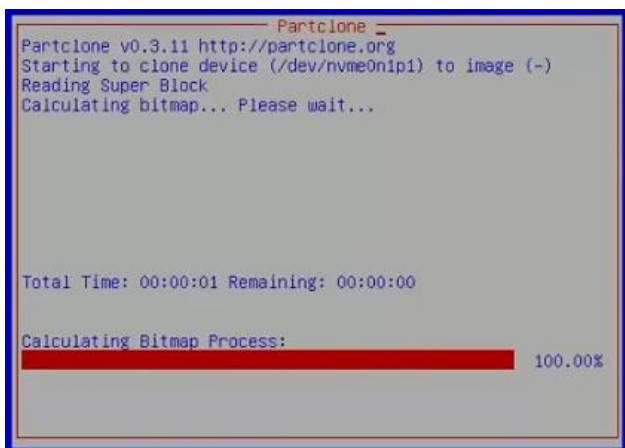 Partclone
Partclone v0.3.11 http://partclone.org
Starting to clone device (/dev/nvme0n1p1) to image (-)
Reading Super Block
Calculating bitmap... Please wait...
Total Time: 00:00:01 Remaining: 00:00:00
Calculating Bitmap Process:
100.00%